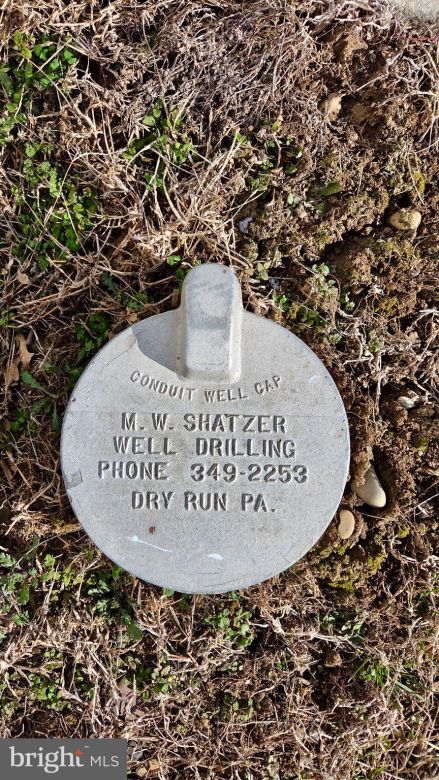 CONDUIT WELL CAP
M. W. SHATZER
WELL DRILLING
PHONE 349-2253
DRY RUN PA.
bright MLS